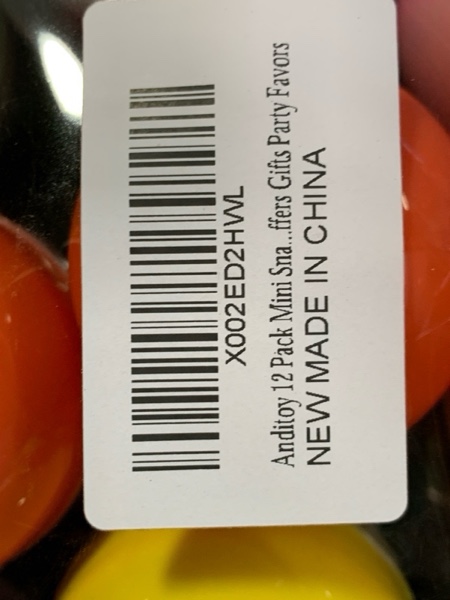 X002ED2HWL
Anditoy 12 Pack Mini Sna...ffers Gifts Party Favors
NEW MADE IN CHINA